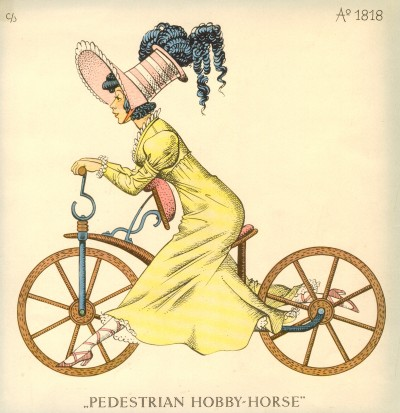 c/s
Aº 1818
„PEDESTRIAN HOBBY-HORSE”